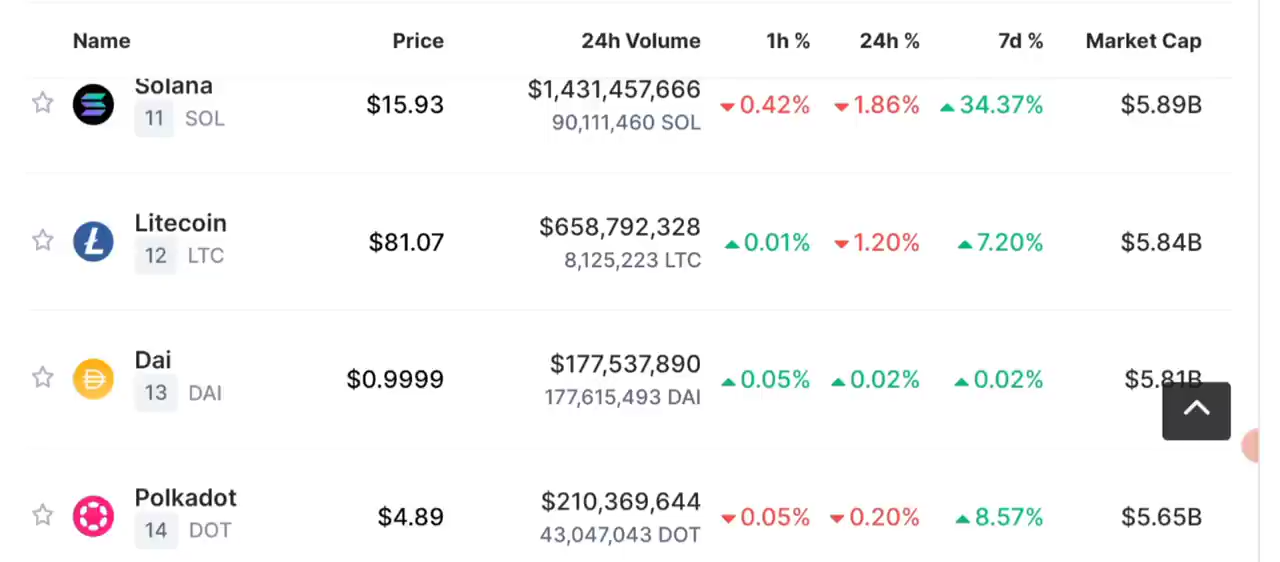 Name Price 24h Volume 1h % 24h % 7d % Market Cap
Solana $1,431,457,666
$15.93 0.42% 1.86% 34.37% $5.89B
11 SOL 90,111,460 SOL
Litecoin $658,792,328
$81.07 0.01% 1.20% 7.20% $5.84B
12 LTC 8,125,223 LTC
Dai $177,537,890
$0.9999 0.05% 0.02% 0.02% $5.81B
13 DAI 177,615,493 DAI
Polkadot $210,369,644
$4.89 0.05% 0.20% 8.57% $5.65B
14 DOT 43,047,043 DOT